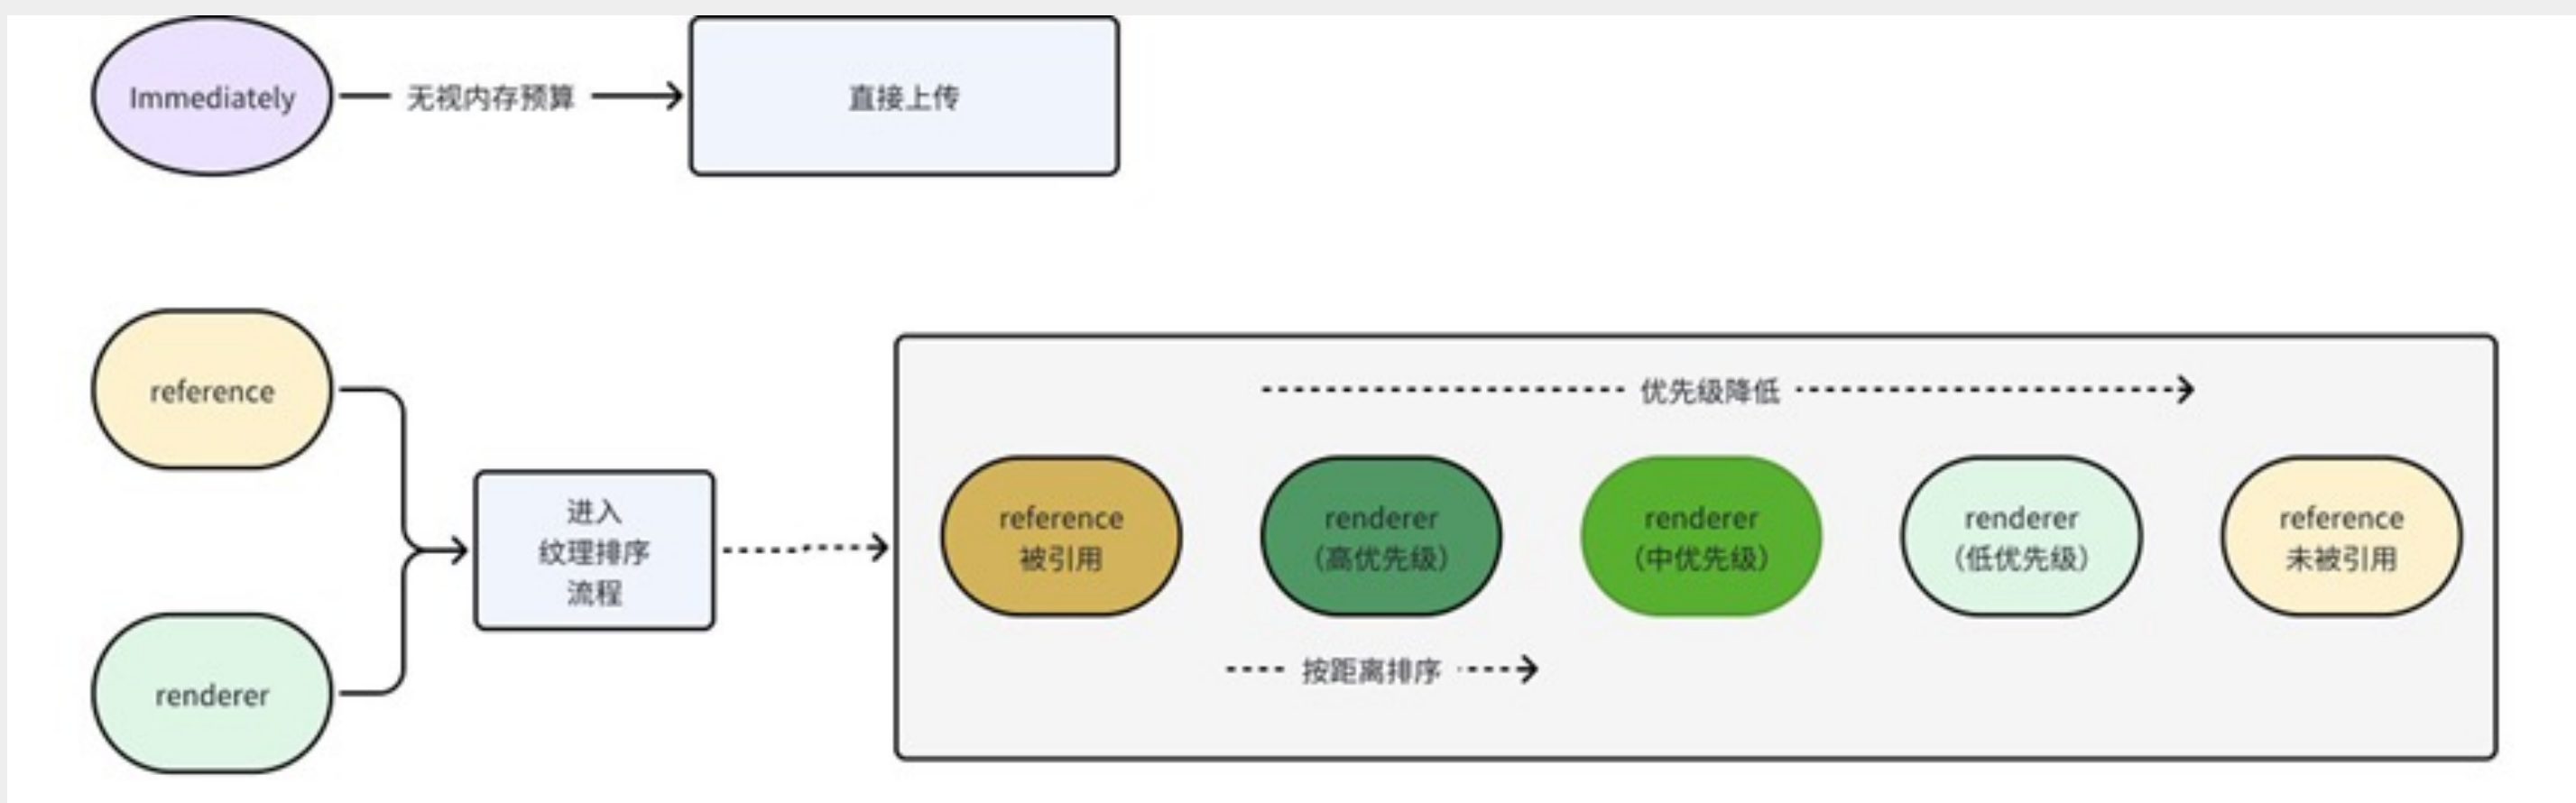 Immediately
无视内存预算
直接上传
reference
renderer
进入
纹理排序
流程
优先级降低
reference
被引用
renderer
（高优先级）
renderer
（中优先级）
renderer
（低优先级）
reference
未被引用
按距离排序